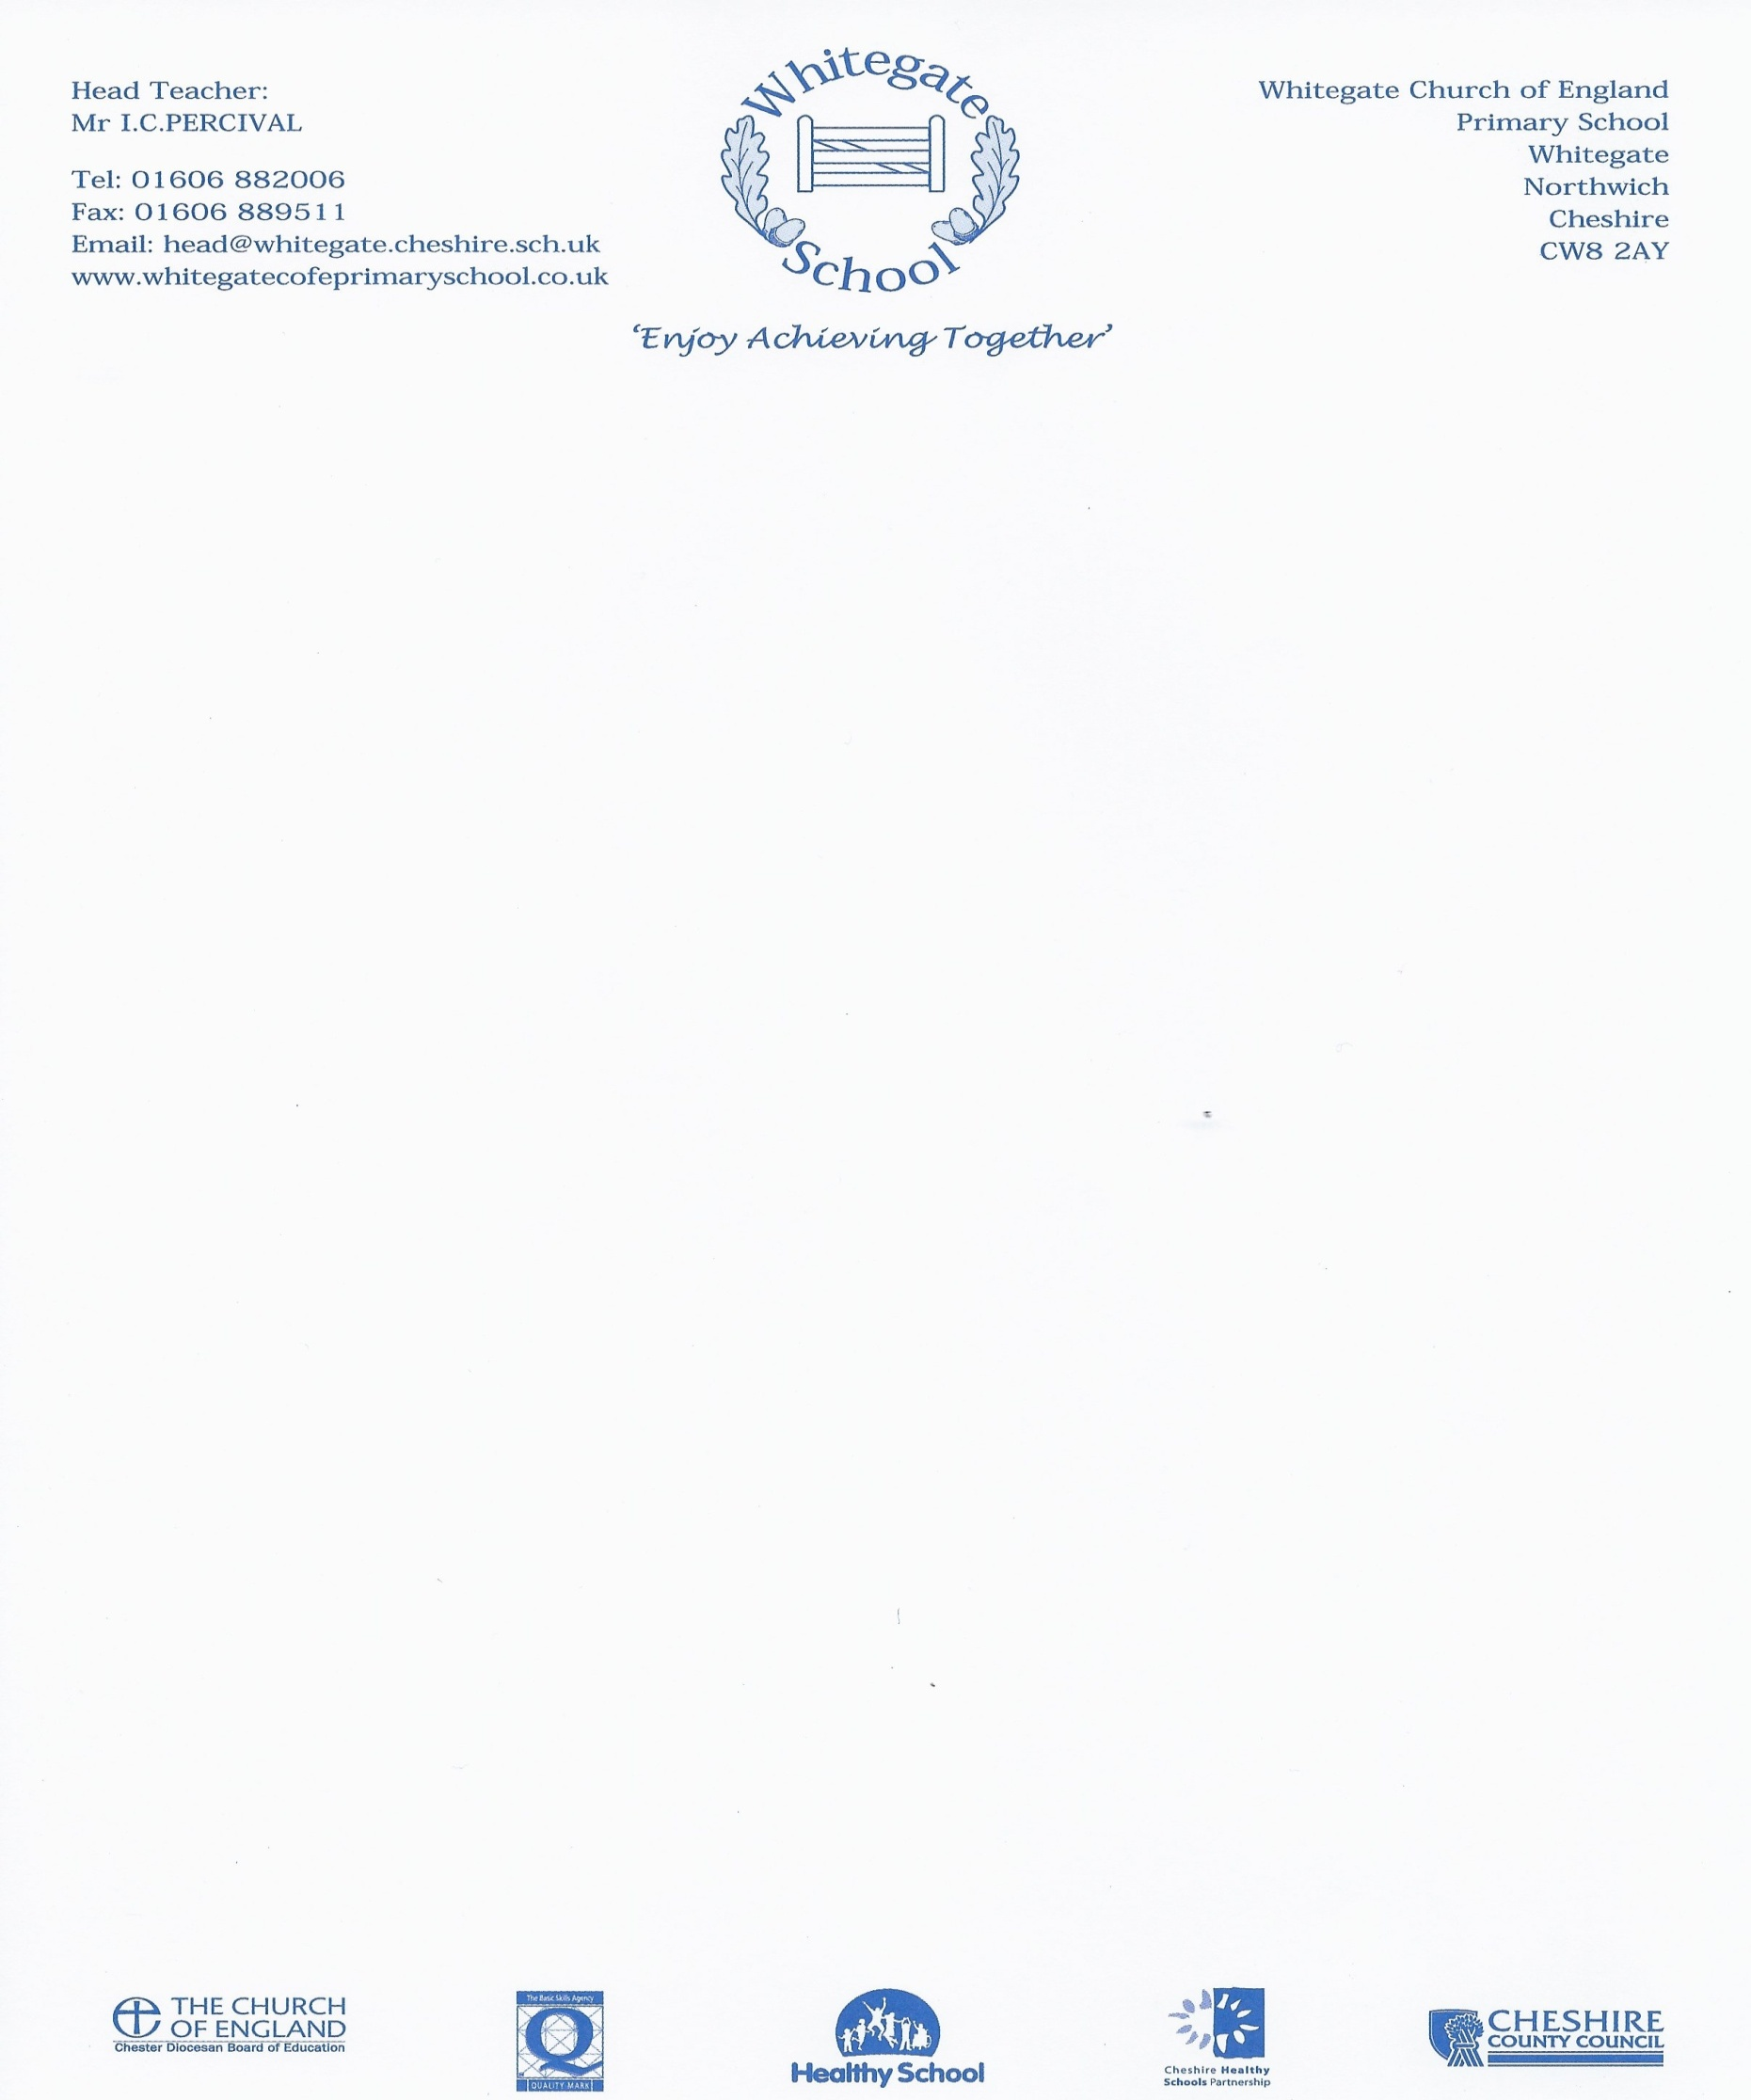 Head Teacher:
Mr I.C.PERCIVAL
Tel: 01606 882006
Fax: 01606 889511
Email: head@whitegate.cheshire.sch.uk
www.whitegatecofeprimaryschool.co.uk
Whitegate
School
‘Enjoy Achieving Together’
Whitegate Church of England
Primary School
Whitegate
Northwich
Cheshire
CW8 2AY
THE CHURCH
OF ENGLAND
Chester Diocesan Board of Education
The Basic Skills Agency
Q
QUALITY MARK
Healthy School
Cheshire Healthy
Schools Partnership
CHESHIRE
COUNTY COUNCIL